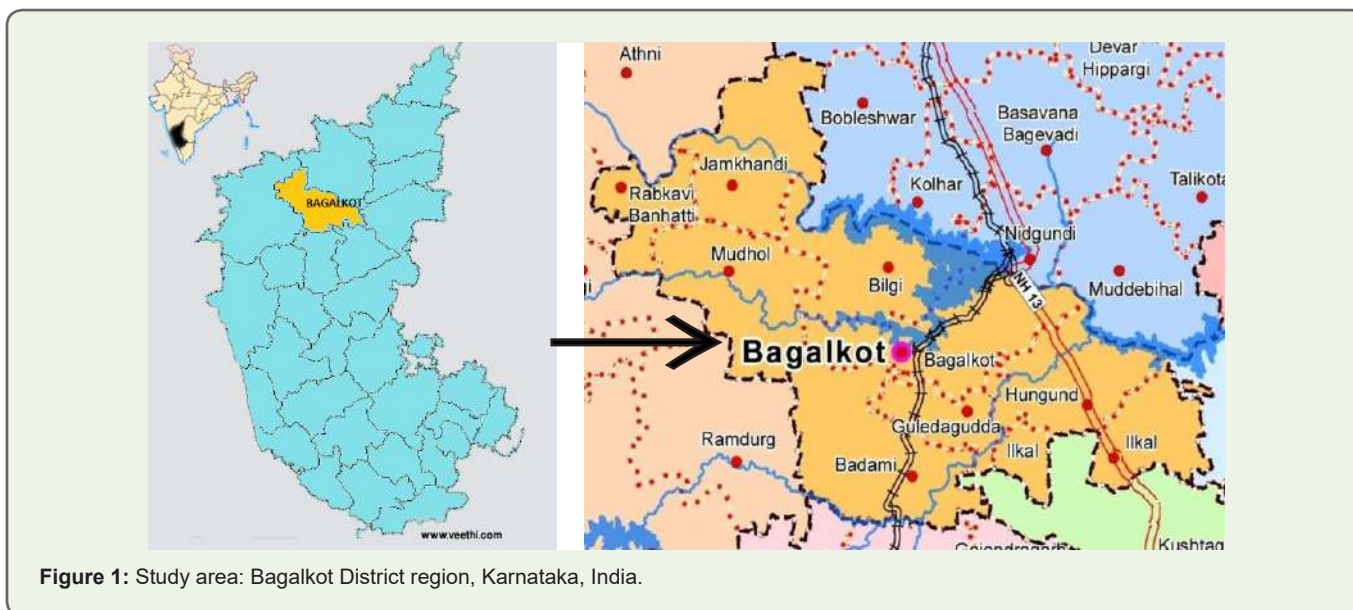 BAGALKOT
www.veethi.com
Athni
Devar
Hippargi
Bobleshwar
Basavana
Bagevadi
Jamkhandi
Talikota
Rabkavi
Banhatti
Kolhar
Nidgundi
Mudhol
Bilgi
NH 13
Muddebihal
Bagalkot
Bagalkot
Hungund
Guledagudda
Ramdurg
Ilkal
Ilkal
Badami
Kushtag
Figure 1: Study area: Bagalkot District region, Karnataka, India.